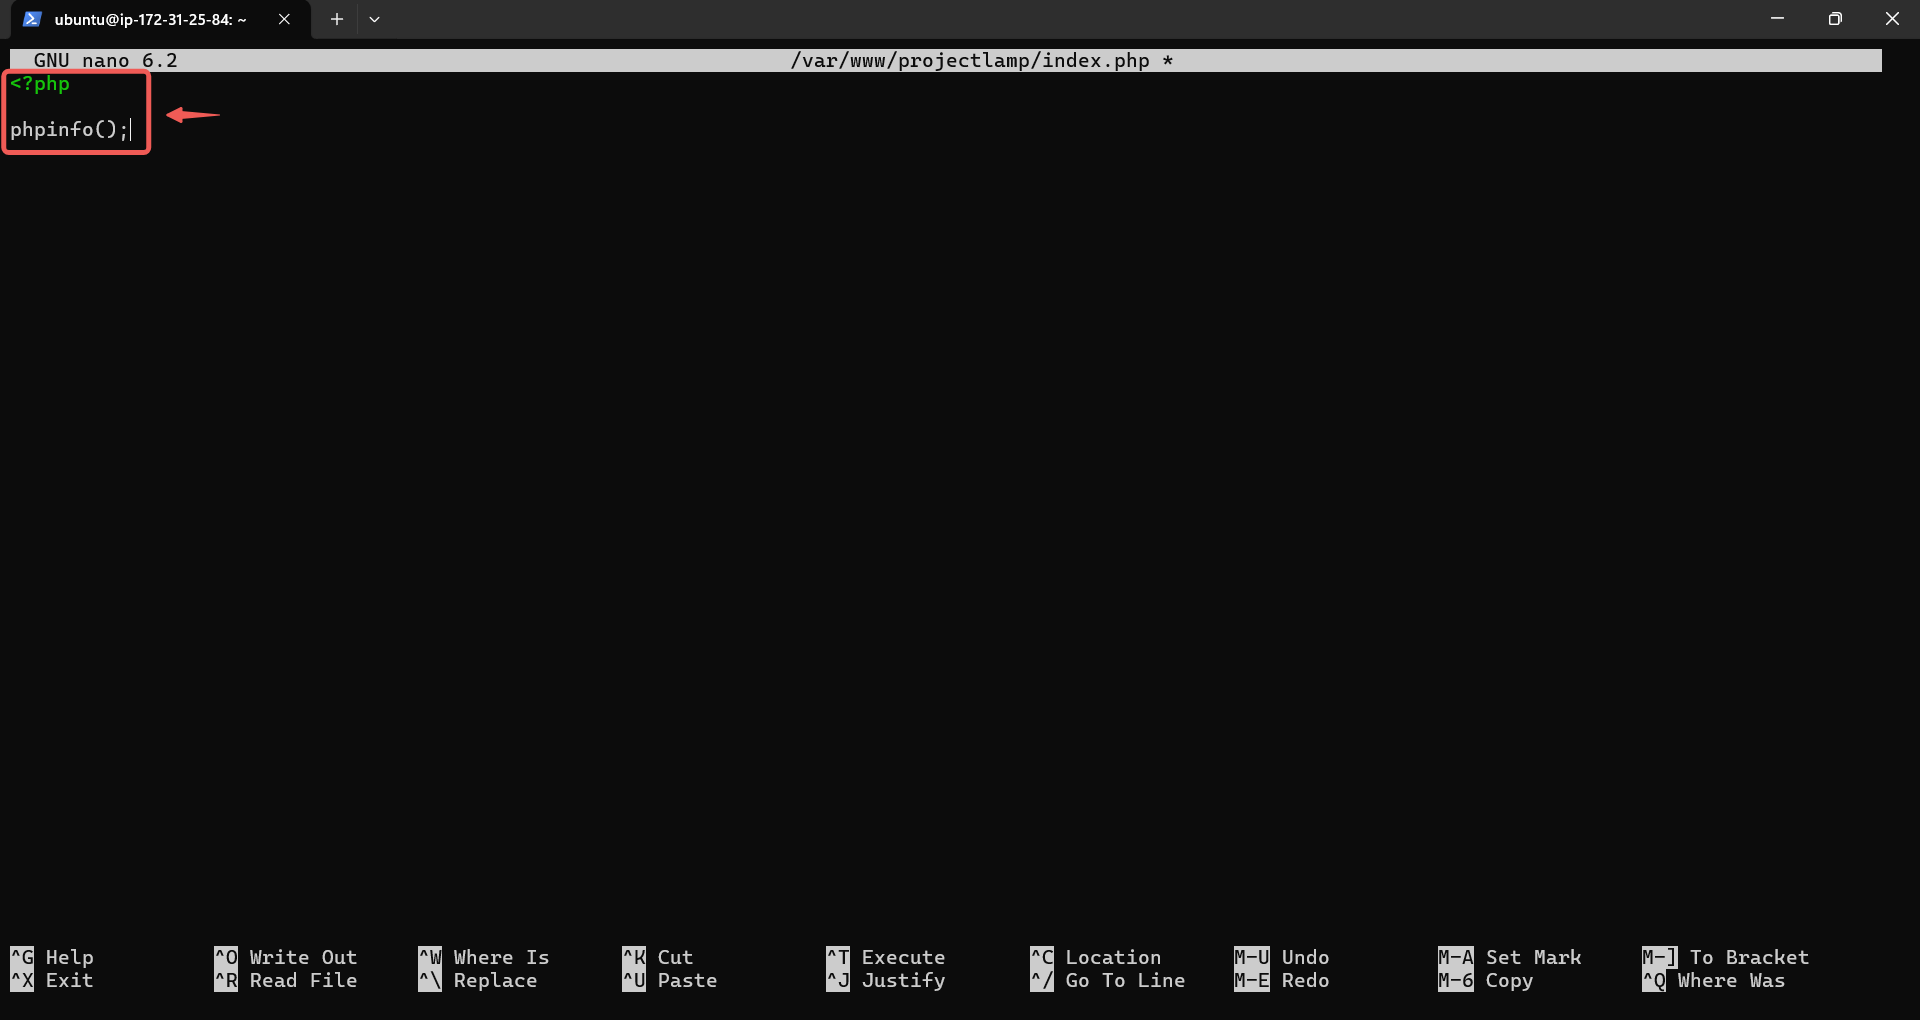 ubuntu@ip-172-31-25-84: ~
GNU nano 6.2 /var/www/projectlamp/index.php *
<?php
phpinfo();
^G Help ^O Write Out ^W Where Is ^K Cut ^T Execute ^C Location M-U Undo M-A Set Mark M-] To Bracket
^X Exit ^R Read File ^\ Replace ^U Paste ^J Justify ^/ Go To Line M-E Redo M-6 Copy ^Q Where Was